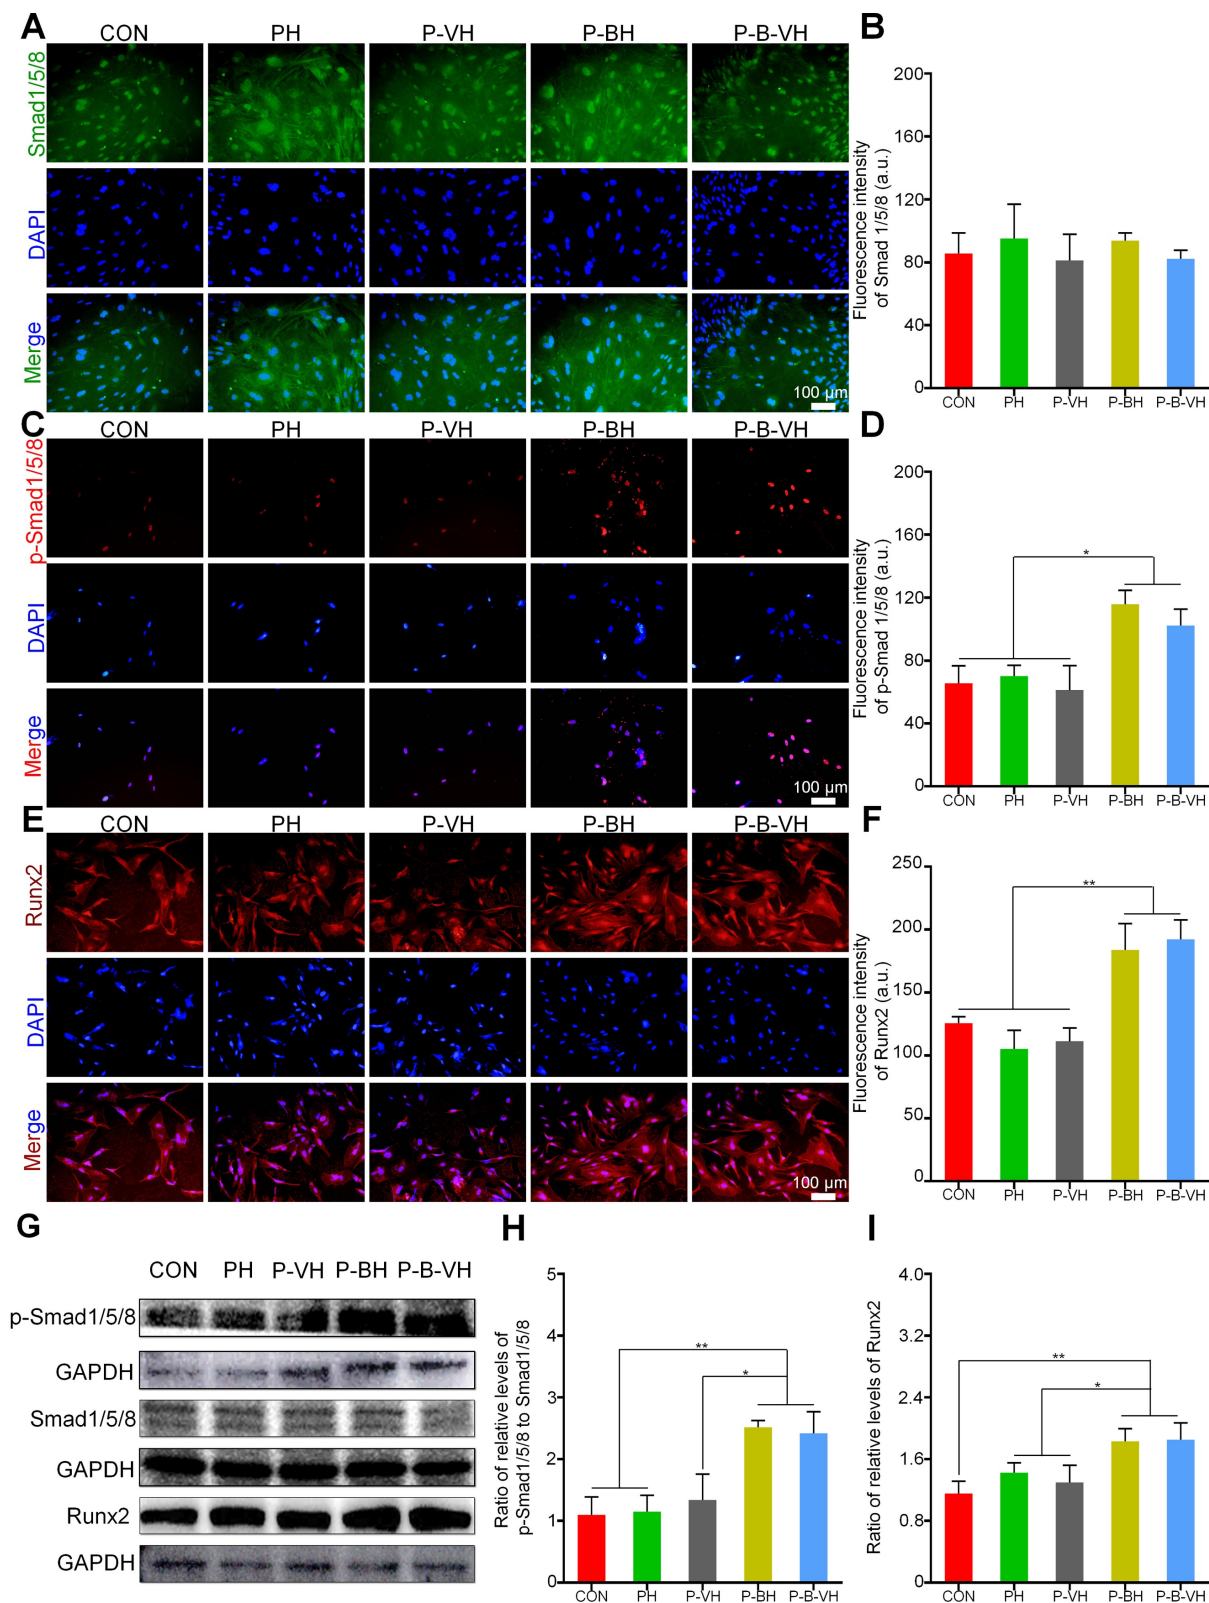 A
CON PH P-VH P-BH P-B-VH
Smad1/5/8
DAPI
Merge
100 µm
B
Fluorescence intensity
of Smad 1/5/8 (a.u.)
200
160
120
80
40
0
CON PH P-VH P-BH P-B-VH
C
CON PH P-VH P-BH P-B-VH
p-Smad1/5/8
DAPI
Merge
100 µm
D
Fluorescence intensity
of p-Smad 1/5/8 (a.u.)
200
160
120
80
40
0
*
CON PH P-VH P-BH P-B-VH
E
CON PH P-VH P-BH P-B-VH
Runx2
DAPI
Merge
100 µm
F
Fluorescence intensity
of Runx2 (a.u.)
250
200
150
100
50
0
**
CON PH P-VH P-BH P-B-VH
G
CON PH P-VH P-BH P-B-VH
p-Smad1/5/8
GAPDH
Smad1/5/8
GAPDH
Runx2
GAPDH
H
Ratio of relative levels of
p-Smad1/5/8 to Smad1/5/8
5
4
3
2
1
0
**
*
CON PH P-VH P-BH P-B-VH
I
Ratio of relative levels of Runx2
4.0
3.2
2.4
1.6
0.8
0
**
*
CON PH P-VH P-BH P-B-VH